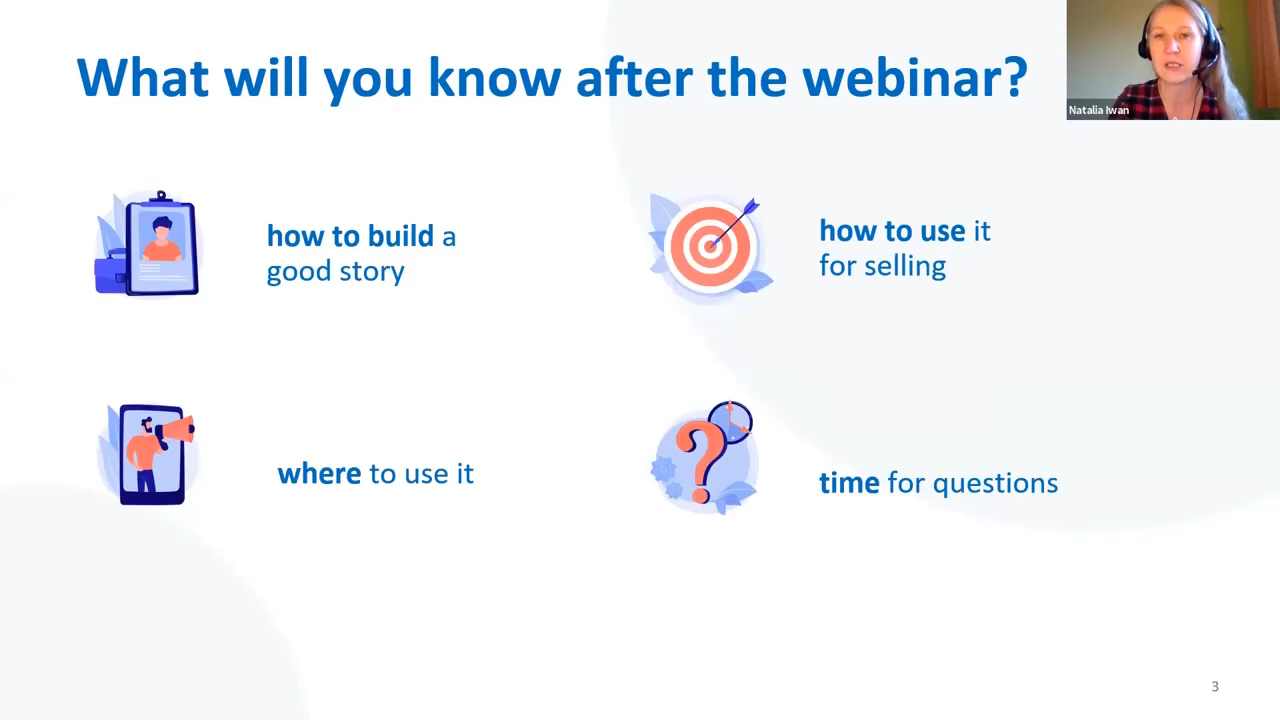 What will you know after the webinar?
Natalia Iwan
how to build a
good story
how to use it
for selling
where to use it
time for questions
3